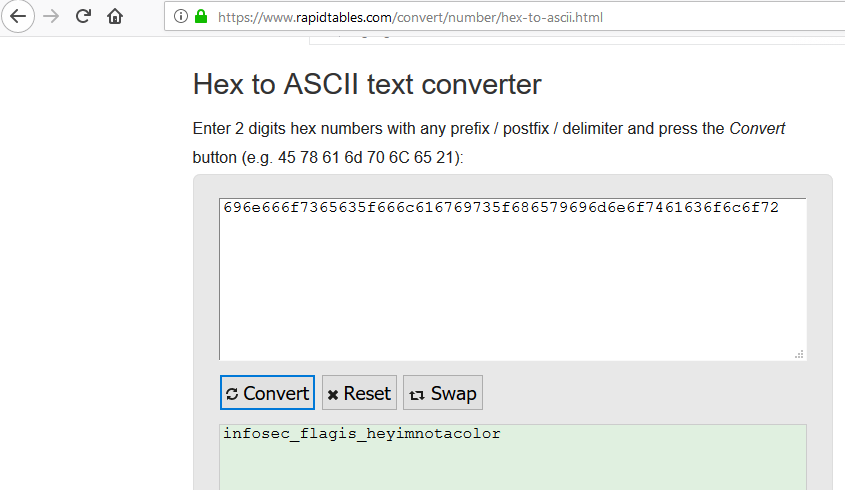 https://www.rapidtables.com/convert/number/hex-to-ascii.html
Hex to ASCII text converter
Enter 2 digits hex numbers with any prefix / postfix / delimiter and press the Convert
button (e.g. 45 78 61 6d 70 6C 65 21):
696e666f7365635f666c616769735f686579696d6e6f7461636f6c6f72
Convert Reset Swap
infosec_flagis_heyimnotacolor